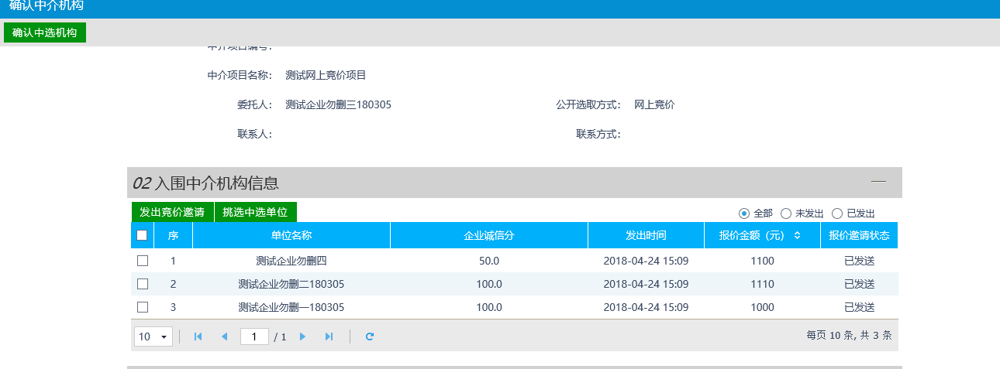 确认中介机构
确认中选机构
中介项目编号：
中介项目名称： 测试网上竞价项目
委托人： 测试企业勿删三180305 公开选取方式： 网上竞价
联系人： 联系方式：
02 入围中介机构信息
发出竞价邀请 挑选中选单位 全部 未发出 已发出
序 单位名称 企业诚信分 发出时间 报价金额（元） 报价邀请状态
1 测试企业勿删四 50.0 2018-04-24 15:09 1100 已发送
2 测试企业勿删二180305 100.0 2018-04-24 15:09 1110 已发送
3 测试企业勿删一180305 100.0 2018-04-24 15:09 1000 已发送
10 1 / 1 每页 10 条, 共 3 条